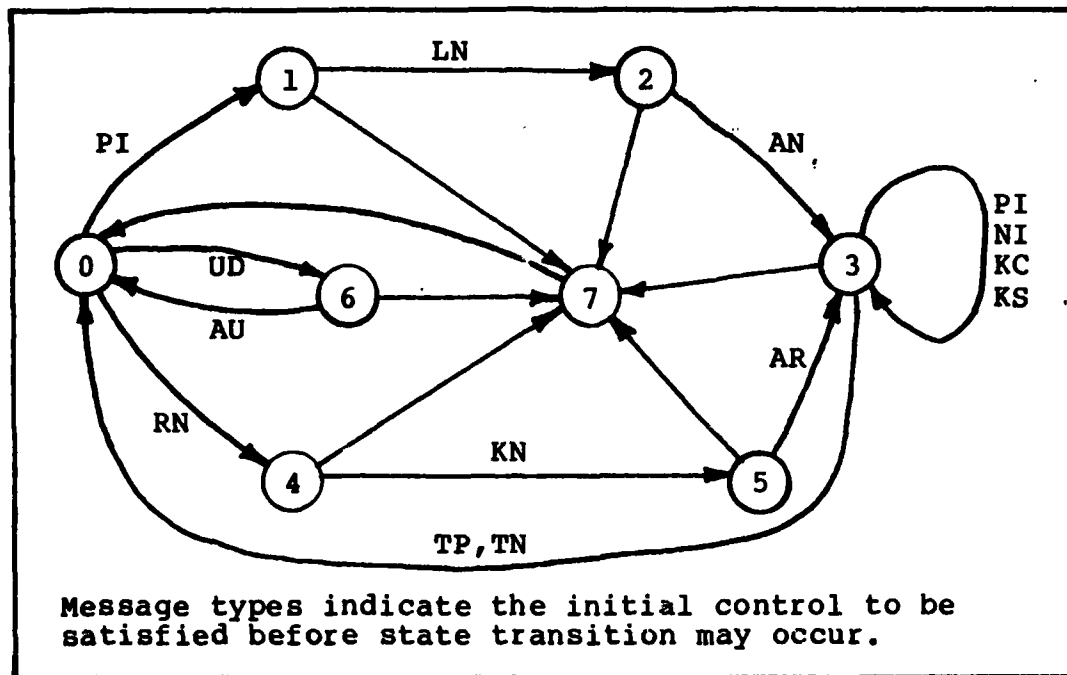 LN
1
2
PI
AN
PI
NI
KC
KS
0
UD
6
7
3
AU
AR
RN
KN
4
5
TP,TN
Message types indicate the initial control to be
satisfied before state transition may occur.